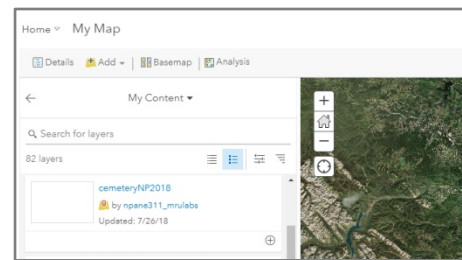 Home My Map
Details Add Basemap Analysis
My Content
Search for layers
82 layers
cemeteryNP2018
by npane311_mrulabs
Updated: 7/26/18